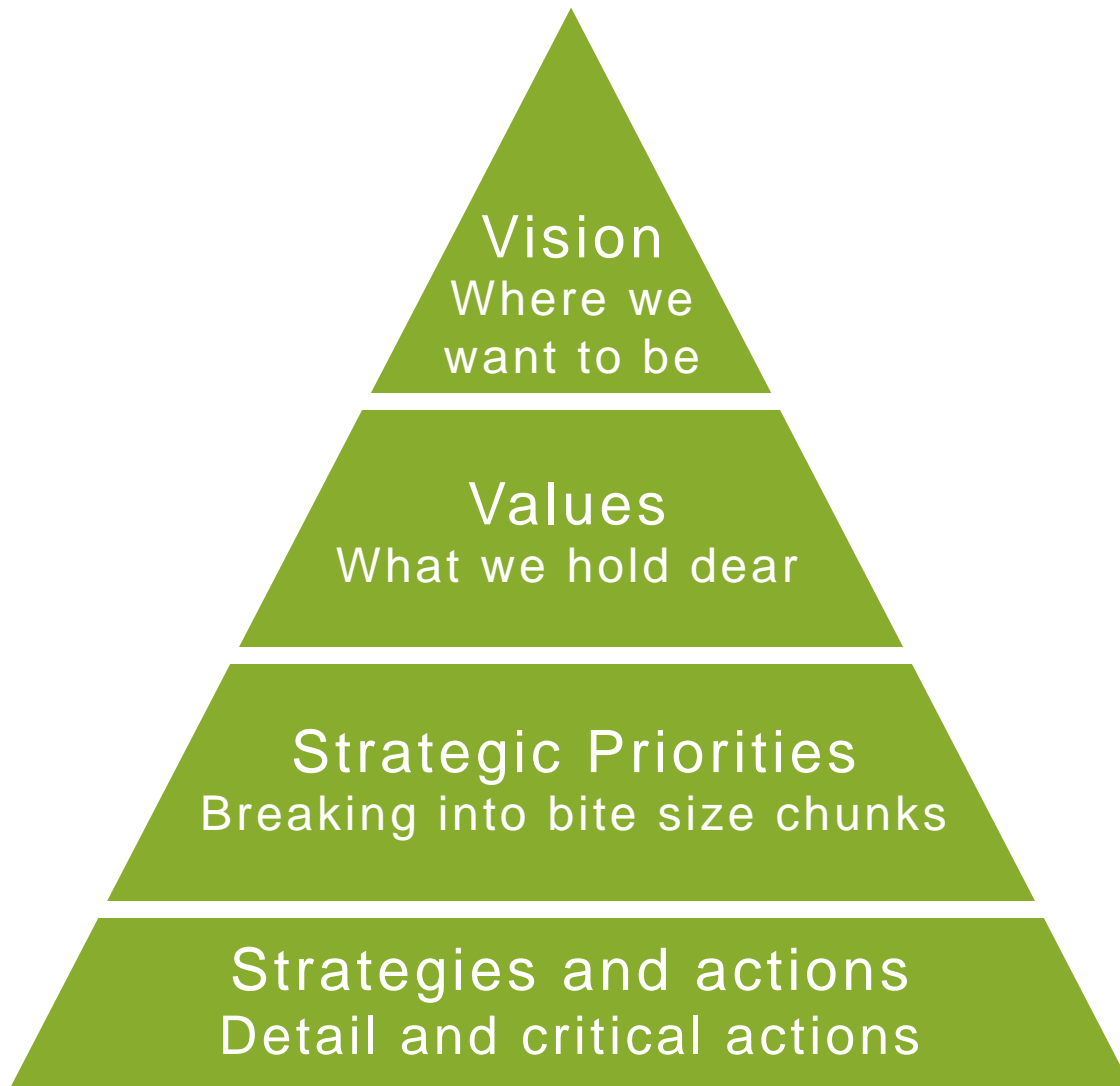 Vision
Where we
want to be
Values
What we hold dear
Strategic Priorities
Breaking into bite size chunks
Strategies and actions
Detail and critical actions